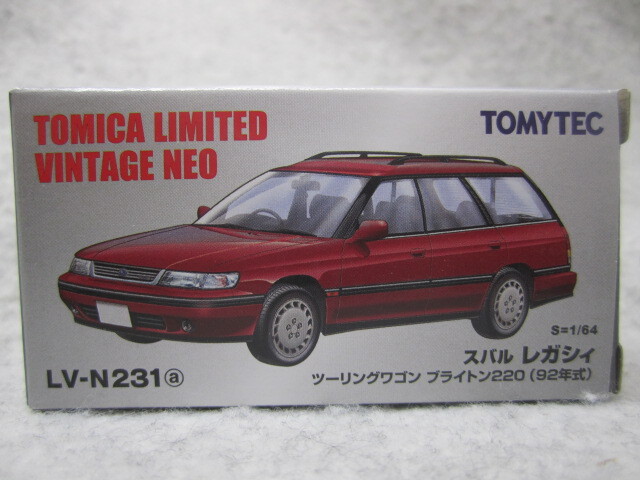 TOMICA LIMITED
VINTAGE NEO
TOMYTEC
S=1/64
スバル レガシィ
ツーリングワゴン ブライトン220 (92年式)
LV-N231ⓐ